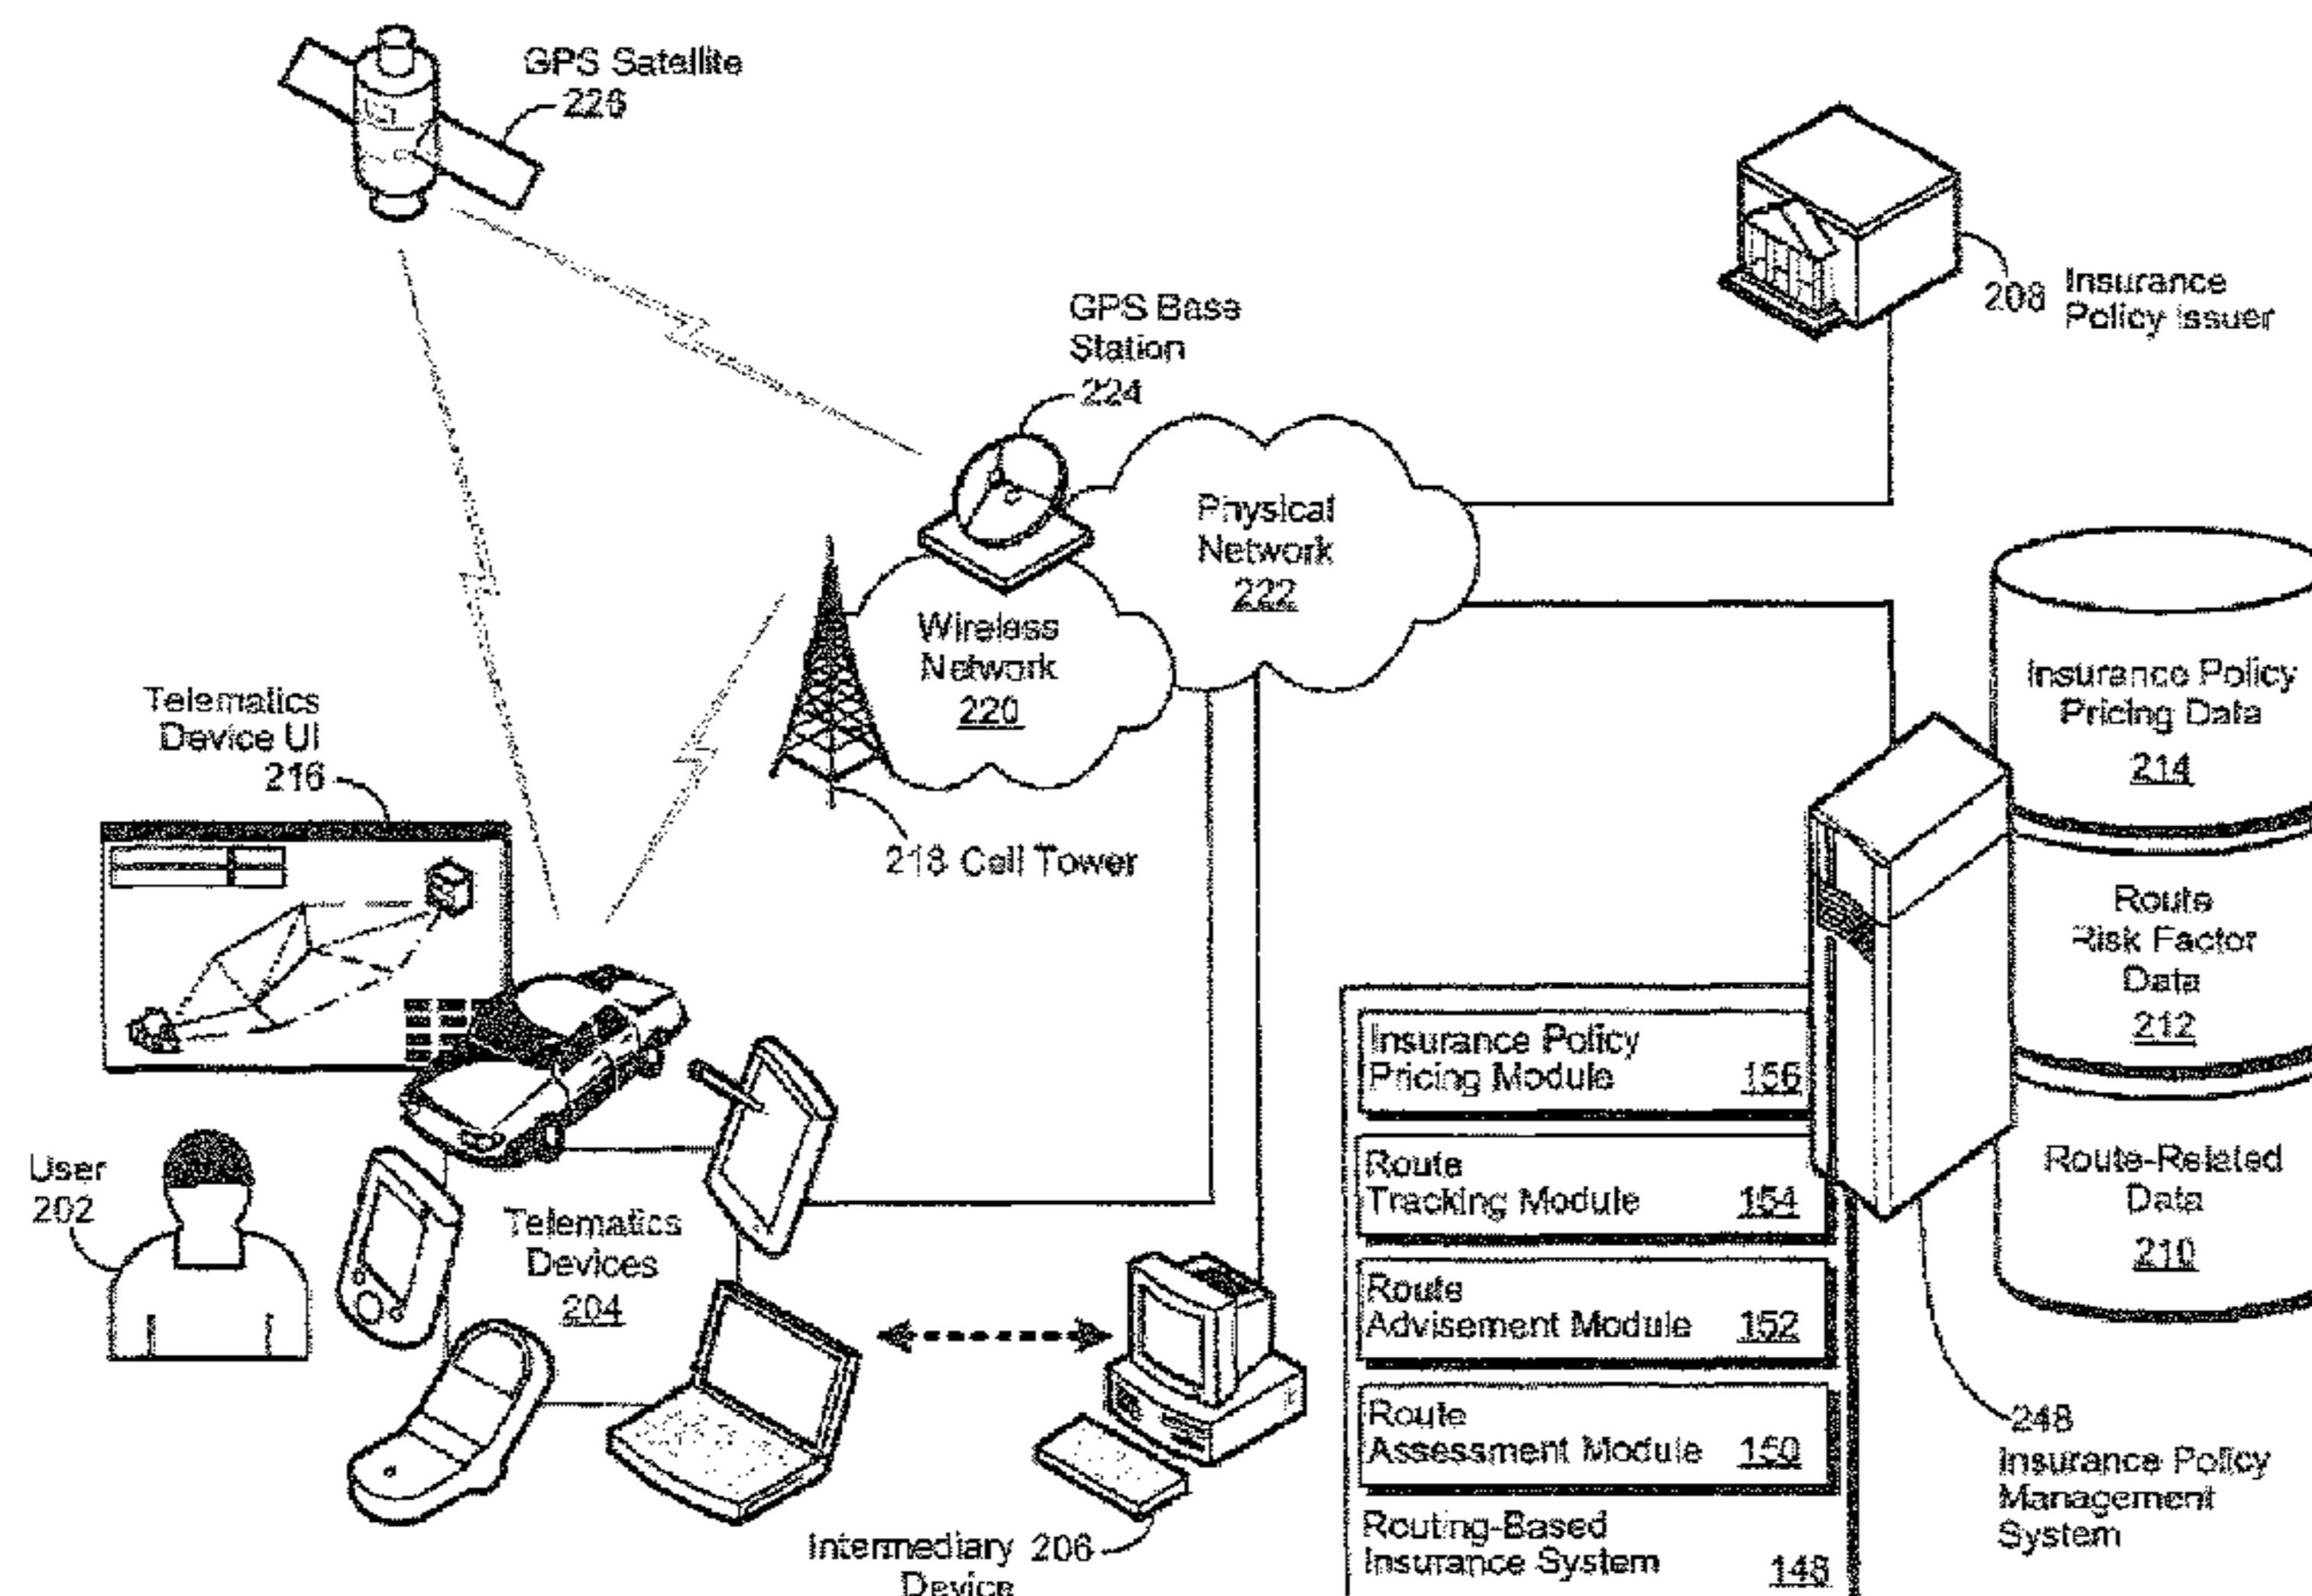 GPS Satellite
226
Insurance
Policy Issuer
208
GPS Base
Station
224
Physical
Network
222
Wireless
Network
220
Telematics
Device UI
216
218 Cell Tower
Insurance Policy
Pricing Data
214
Route
Risk Factor
Data
212
Route-Related
Data
210
User
202
Telematics
Devices
204
Intermediary 206
Device
Insurance Policy
Pricing Module 156
Route
Tracking Module 154
Route
Advisement Module 152
Route
Assessment Module 150
Routing-Based
Insurance System 148
248
Insurance Policy
Management
System